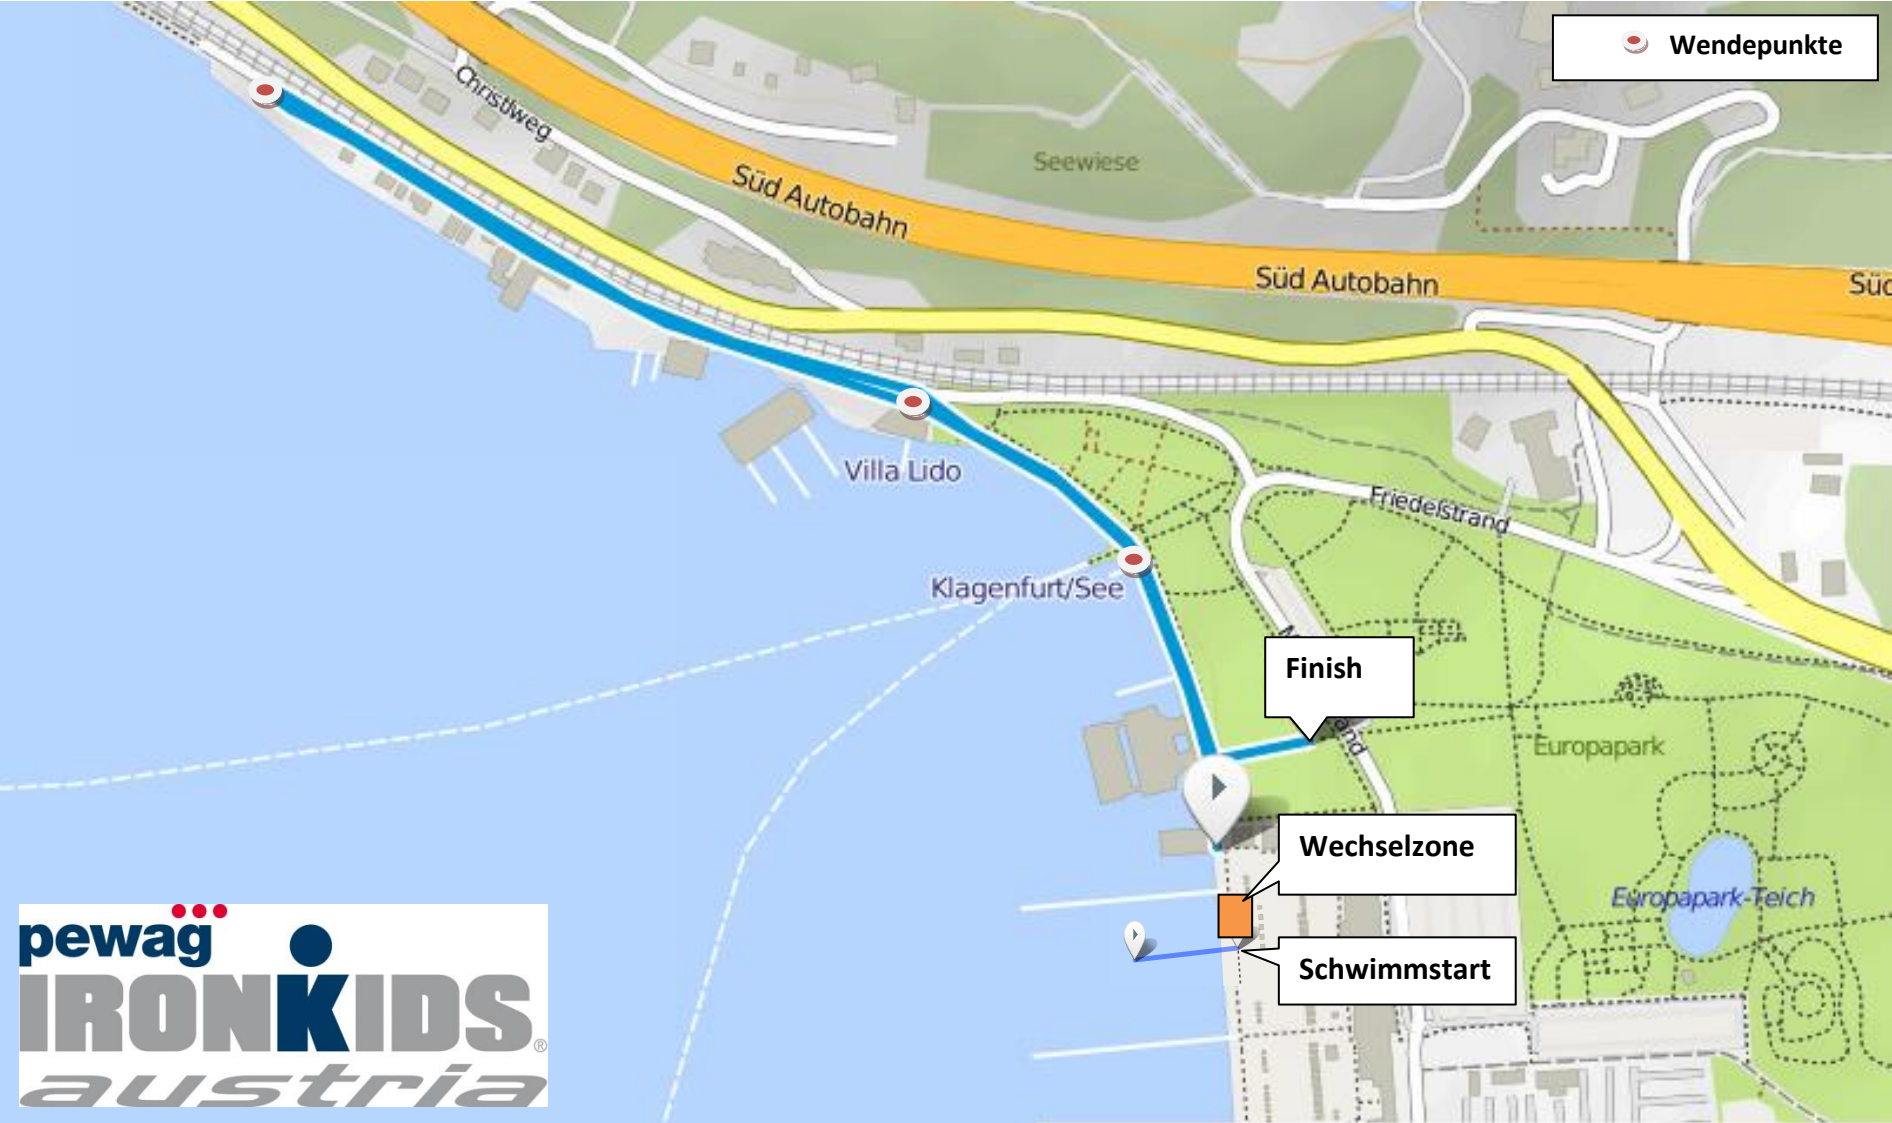 Wendepunkte
Christlweg
Süd Autobahn
Seewiese
Süd Autobahn
Süd
Villa Lido
Friedelstrand
Klagenfurt/See
Finish
Europapark
Wechselzone
Europapark-Teich
Schwimmstart
pewag
IRONKIDS®
austria